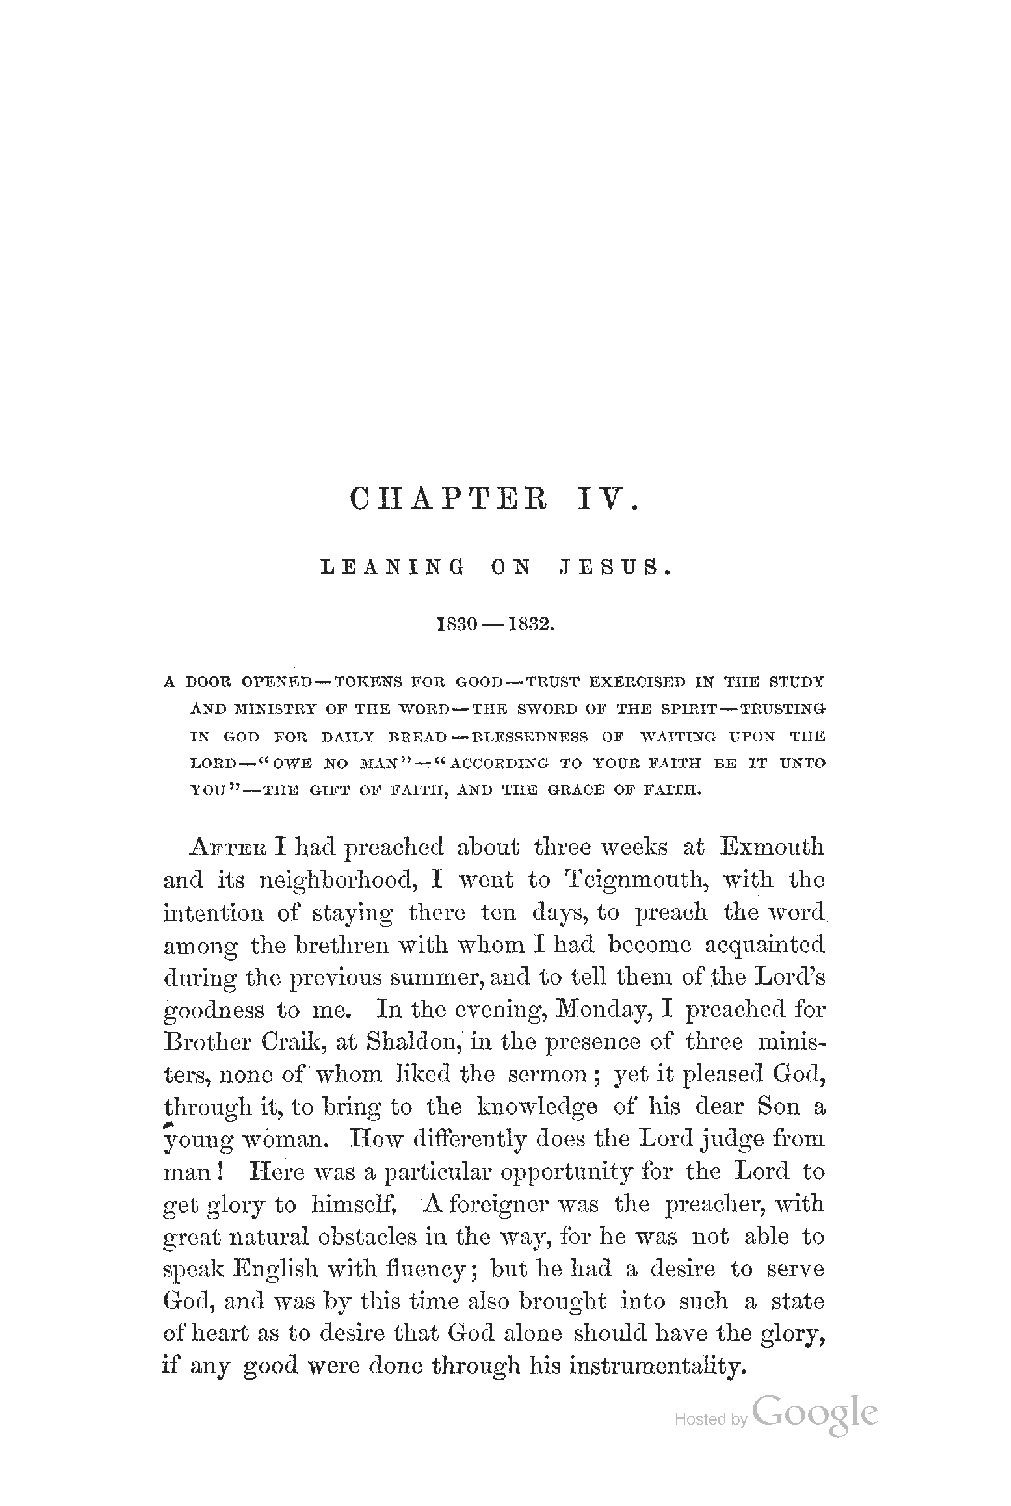 CHAPTER IV.
LEANING ON JESUS.
1830—1832.
A DOOR OPENED—TOKENS FOR GOOD—TRUST EXERCISED IN THE STUDY
AND MINISTRY OF THE WORD—THE SWORD OF THE SPIRIT—TRUSTING
IN GOD FOR DAILY BREAD—BLESSEDNESS OF WAITING UPON THE
LORD—“OWE NO MAN”—“ACCORDING TO YOUR FAITH BE IT UNTO
YOU”—THE GIFT OF FAITH, AND THE GRACE OF FAITH.
AFTER I had preached about three weeks at Exmouth
and its neighborhood, I went to Teignmouth, with the
intention of staying there ten days, to preach the word
among the brethren with whom I had become acquainted
during the previous summer, and to tell them of the Lord's
goodness to me. In the evening, Monday, I preached for
Brother Craik, at Shaldon, in the presence of three minis-
ters, none of whom liked the sermon; yet it pleased God,
through it, to bring to the knowledge of his dear Son a
young woman. How differently does the Lord judge from
man! Here was a particular opportunity for the Lord to
get glory to himself. A foreigner was the preacher, with
great natural obstacles in the way, for he was not able to
speak English with fluency; but he had a desire to serve
God, and was by this time also brought into such a state
of heart as to desire that God alone should have the glory,
if any good were done through his instrumentality.
Hosted by Google